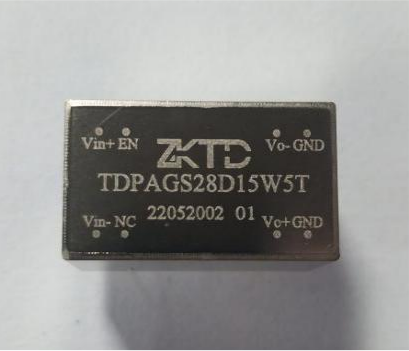 Vin+ EN ZKTD Vo- GND
TDPAGS28D15W5T
22052002 01
Vin- NC Vo+ GND